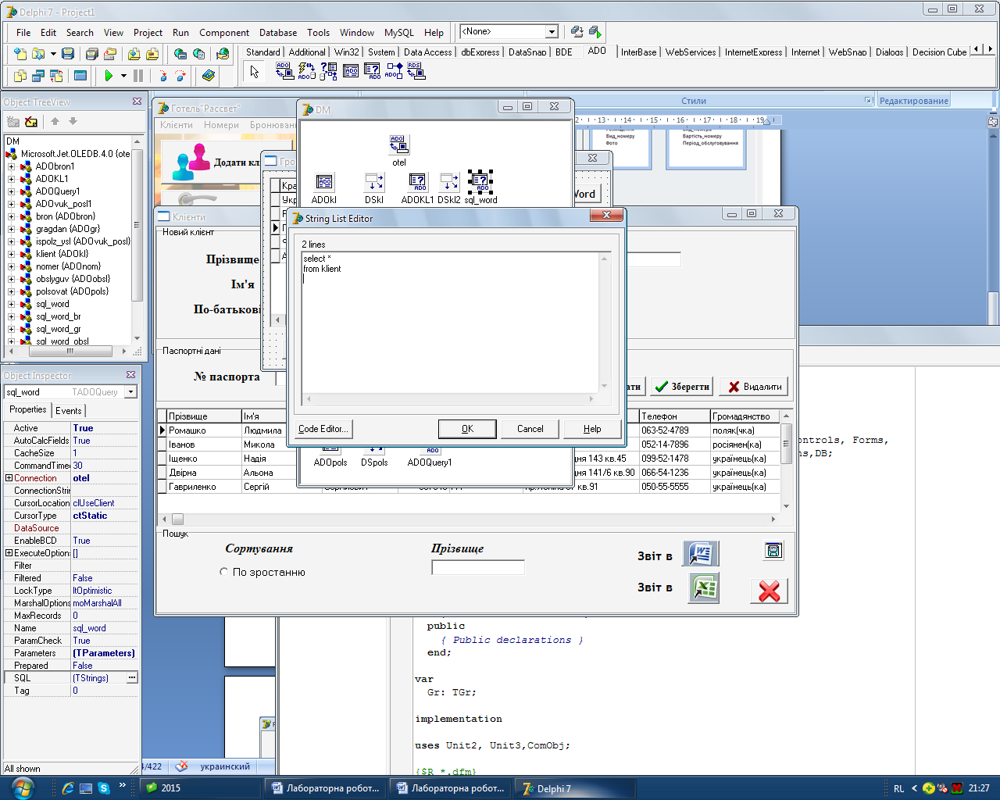 Delphi 7 - Project1
File Edit Search View Project Run Component Database Tools Window MySQL Help <None>
Standard Additional Win32 System Data Access dbExpress DataSnap BDE ADO InterBase WebServices InternetExpress Internet WebSnap Dialogs Decision Cube
Object TreeView
DM
Microsoft.Jet.OLEDB.4.0 {ote
ADObron1
ADOKL1
ADOQuery1
ADOvuk_posl1
bron {ADObron}
gragdan {ADOgr}
ispolz_ysl {ADOvuk_posl}
klient {ADOkl}
nomer {ADOnom}
obslyguv {ADOobsl}
polsovat {ADOpols}
sql_word
sql_word_br
sql_word_gr
sql_word_obsl
Object Inspector
sql_word TADOQuery
Properties Events
Active True
AutoCalcFields True
CacheSize 1
CommandTime 30
Connection otel
ConnectionStrin
CursorLocation clUseClient
CursorType ctStatic
DataSource
EnableBCD True
ExecuteOption []
Filter
Filtered False
LockType ltOptimistic
MarshalOptions moMarshalAll
MaxRecords 0
Name sql_word
ParamCheck True
Parameters (TParameters)
Prepared False
SQL (TStrings) ...
Tag 0
All shown
Стили Редактирование
13 14 15 16 17 18 19
Вид_номеру
Фото
Вартість_номеру
Період_обслуговування
Готель"Рассвет"
Клієнти Номери Бронюван
Додати кл
DM
otel
ADOkl DSkl ADOKL1 DSkl2 sql_word
ADOpols DSpols ADOQuery1
Word
String List Editor
2 lines
select *
from klient
Code Editor... OK Cancel Help
Клієнти
Новий клієнт
Прізвище
Ім'я
По-батькові
Паспортні дані
№ паспорта
ати Зберегти Видалити
Прізвище Ім'я Телефон Громадянство
Ромашко Людмила 063-52-4789 поляк(чка)
Іванов Микола 052-14-7896 росіянен(ка)
Іщенко Надія дня 143 кв.45 099-52-1478 українець(ка)
Двірна Альона дня 141/6 кв.90 066-54-1236 українець(ка)
Гавриленко Сергій кв.91 050-55-5555 українець(ка)
Пошук
Сортування
По зростанню
Прізвище
Звіт в
Звіт в
ontrols, Forms,
ns,DB;
public
{ Public declarations }
end;
var
Gr: TGr;
implementation
uses Unit2, Unit3,ComObj;
{$R *.dfm}
4/422 украинский
2015 Лабораторна робот... Лабораторна робот... Delphi 7 RU 21:27